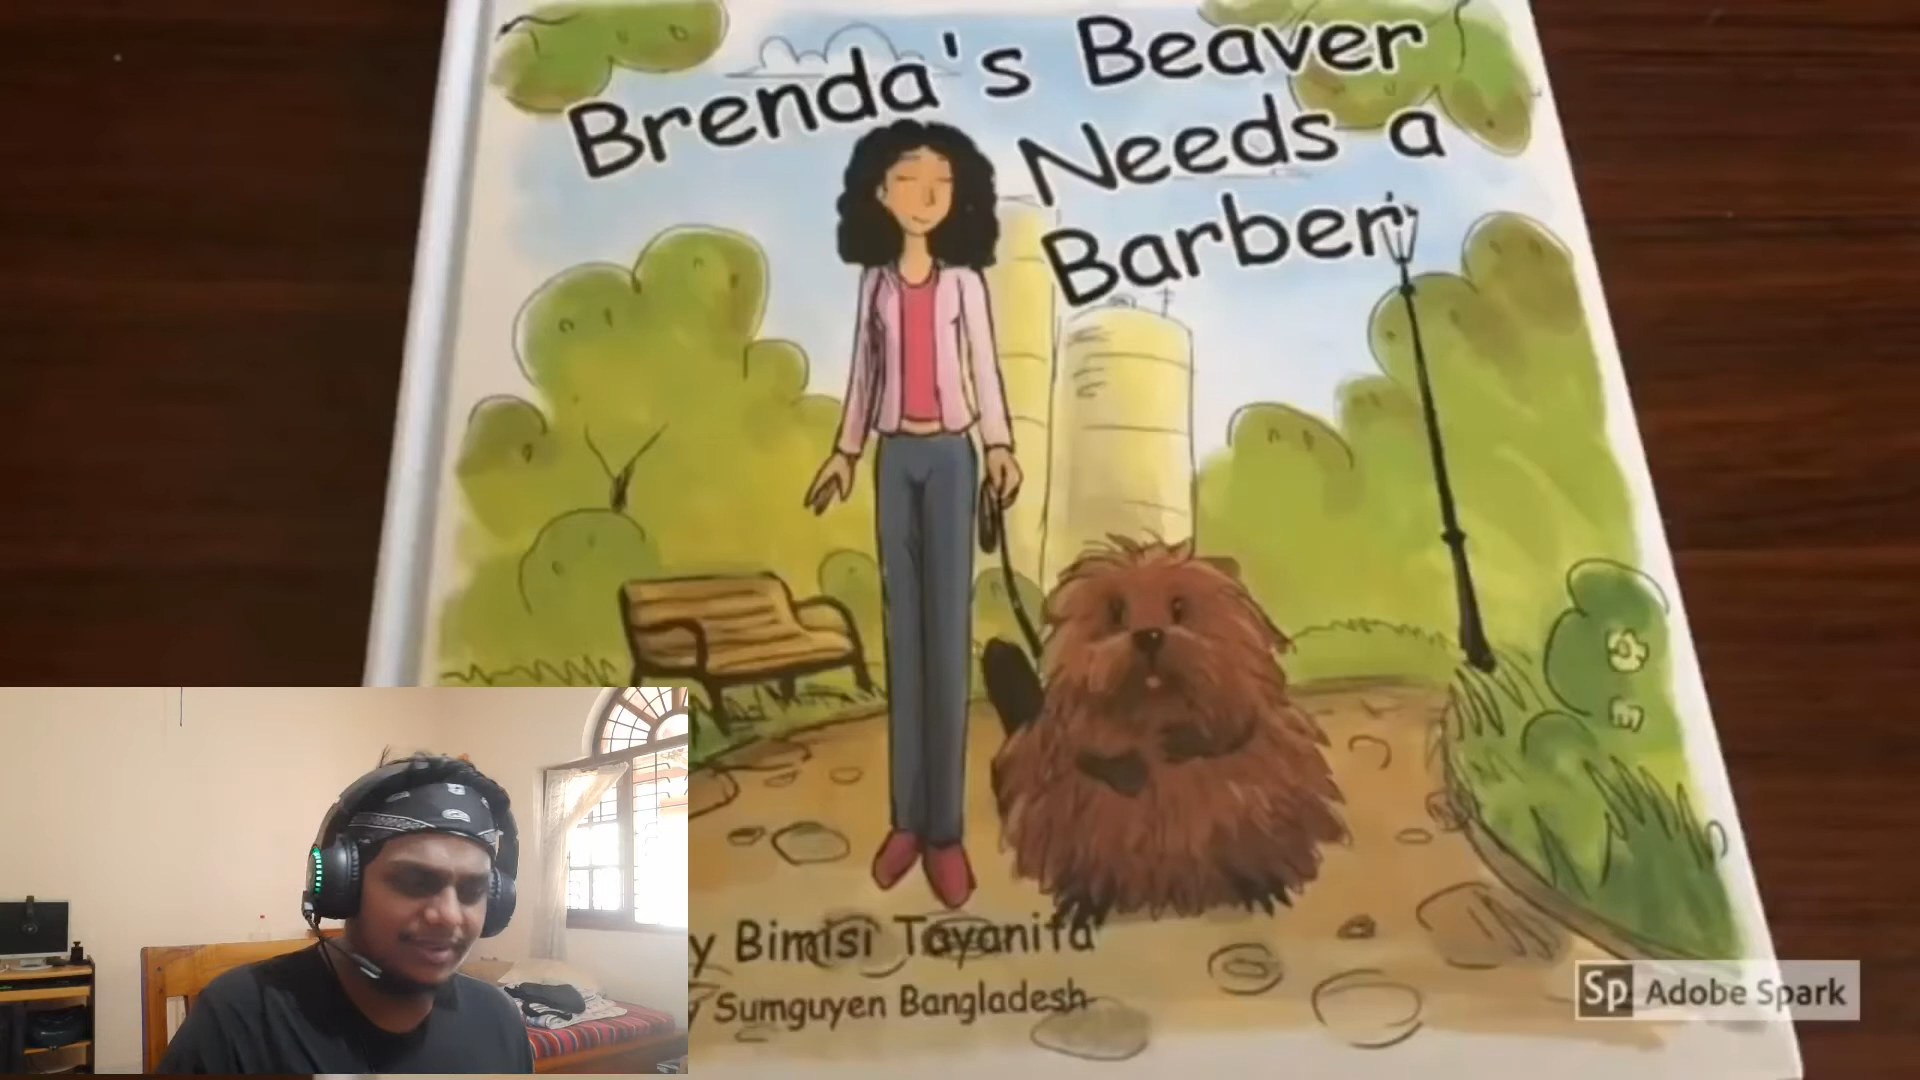 Brenda's Beaver
Needs a
Barber
y Bimisi Tayanita
y Sumguyen Bangladesh
Sp Adobe Spark